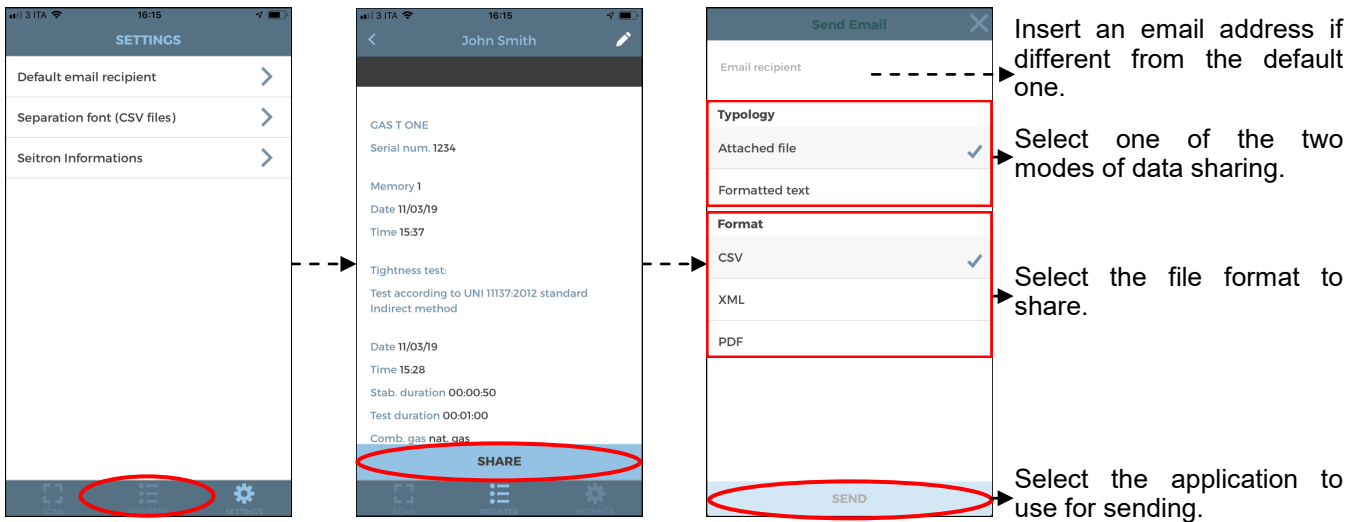 3 ITA 16:15
SETTINGS
Default email recipient
Separation font (CSV files)
Seitron Informations
SCAN REGISTER SETTINGS
3 ITA 16:15
John Smith
GAS T ONE
Serial num. 1234
Memory 1
Date 11/03/19
Time 15:37
Tightness test:
Test according to UNI 11137:2012 standard
Indirect method
Date 11/03/19
Time 15:28
Stab. duration 00:00:50
Test duration 00:01:00
Comb. gas nat. gas
SHARE
SCAN REGISTER SETTINGS
Send Email
Email recipient
Typology
Attached file
Formatted text
Format
CSV
XML
PDF
SEND
Insert an email address if
different from the default
one.
Select one of the two
modes of data sharing.
Select the file format to
share.
Select the application to
use for sending.